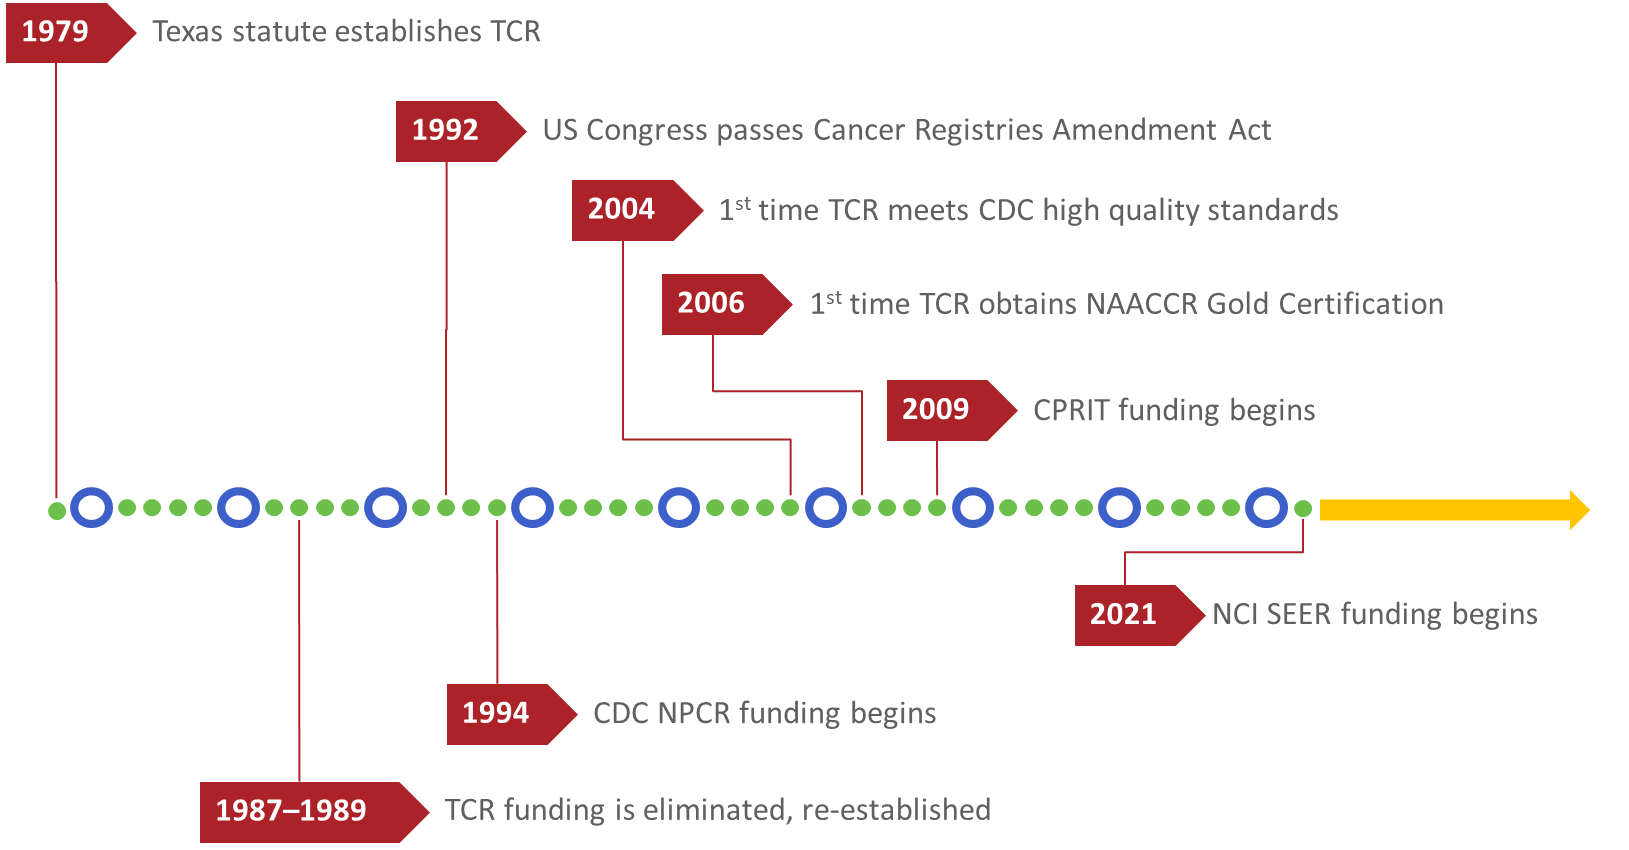 1979 Texas statute establishes TCR
1992 US Congress passes Cancer Registries Amendment Act
2004 1st time TCR meets CDC high quality standards
2006 1st time TCR obtains NAACCR Gold Certification
2009 CPRIT funding begins
2021 NCI SEER funding begins
1994 CDC NPCR funding begins
1987–1989 TCR funding is eliminated, re-established